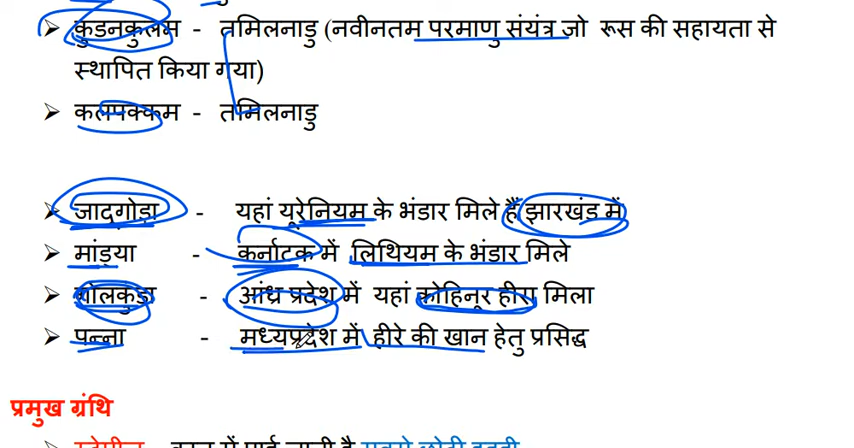 ➢ कुडनकुलम - तमिलनाडु (नवीनतम परमाणु संयंत्र जो रूस की सहायता से
स्थापित किया गया)
➢ कलपक्कम - तमिलनाडु
➢ जादुगोड़ा - यहां यूरेनियम के भंडार मिले हैं झारखंड में
➢ मांड्या - कर्नाटक में लिथियम के भंडार मिले
➢ गोलकुंडा - आंध्र प्रदेश में यहां कोहिनूर हीरा मिला
➢ पन्ना - मध्यप्रदेश में हीरे की खान हेतु प्रसिद्ध
प्रमुख ग्रंथि